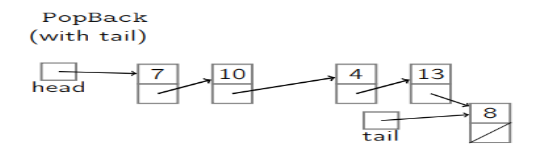 PopBack
(with tail)
7 10 4 13
head
8
tail